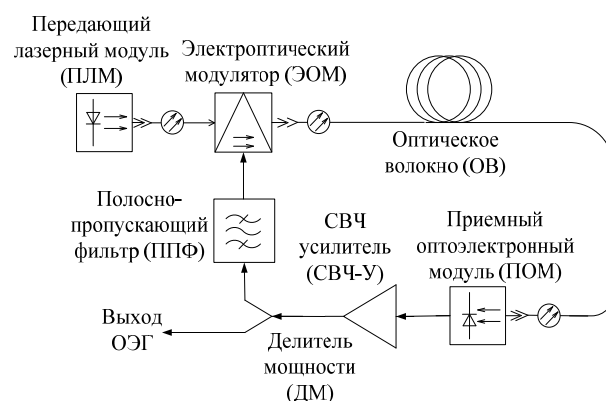 Передающий
лазерный модуль
(ПЛМ)
Электроптический
модулятор (ЭОМ)
Оптическое
волокно (ОВ)
Полосно-
пропускающий
фильтр (ППФ)
СВЧ
усилитель
(СВЧ-У)
Приемный
оптоэлектронный
модуль (ПОМ)
Выход
ОЭГ
Делитель
мощности
(ДМ)